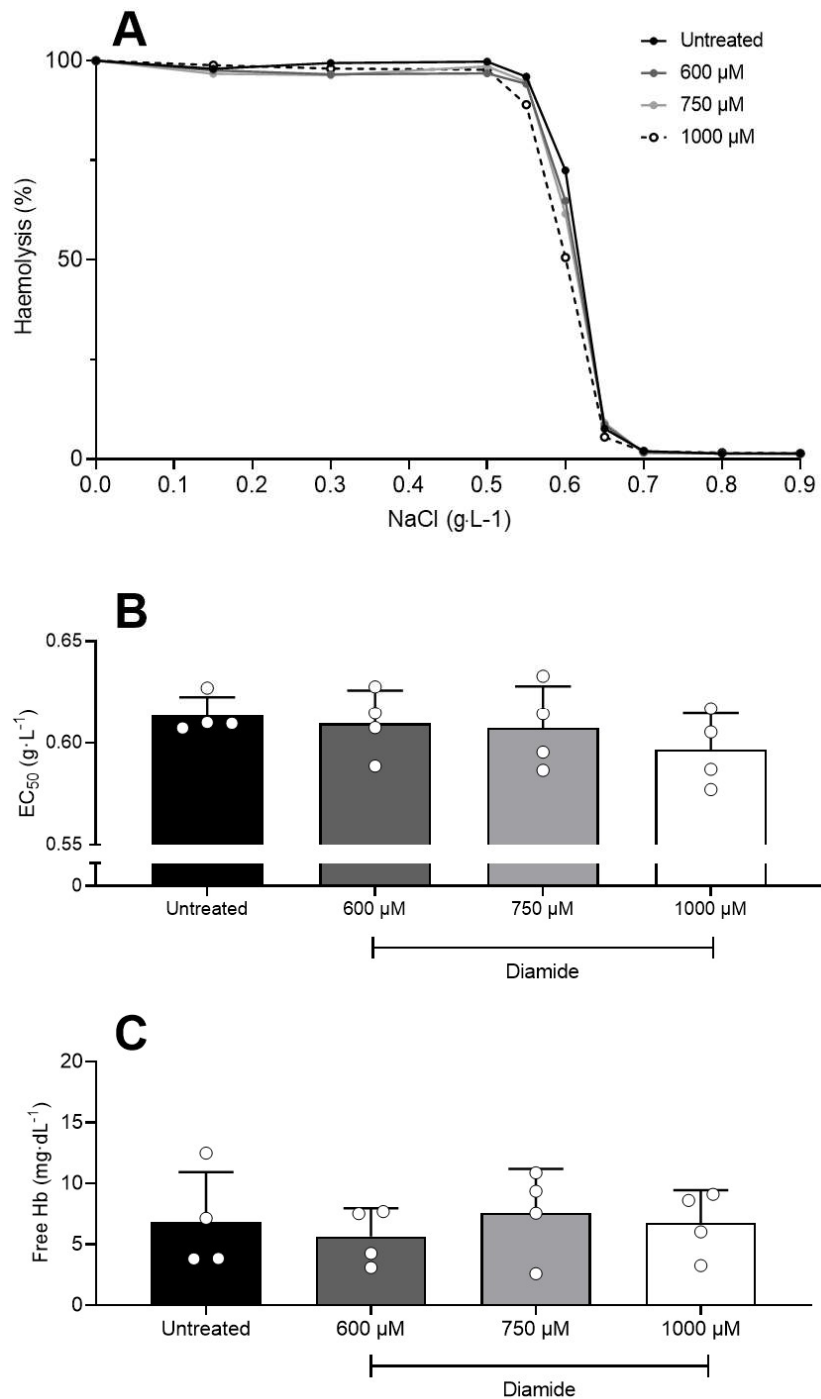 A
Untreated
600 µM
750 µM
1000 µM
100
50
0
Haemolysis (%)
0.0 0.1 0.2 0.3 0.4 0.5 0.6 0.7 0.8 0.9
NaCl (g·L-1)
B
0.65
0.60
0.55
0
EC₅₀ (g·L⁻¹)
Untreated 600 µM 750 µM 1000 µM
Diamide
C
20
15
10
5
0
Free Hb (mg·dL⁻¹)
Untreated 600 µM 750 µM 1000 µM
Diamide